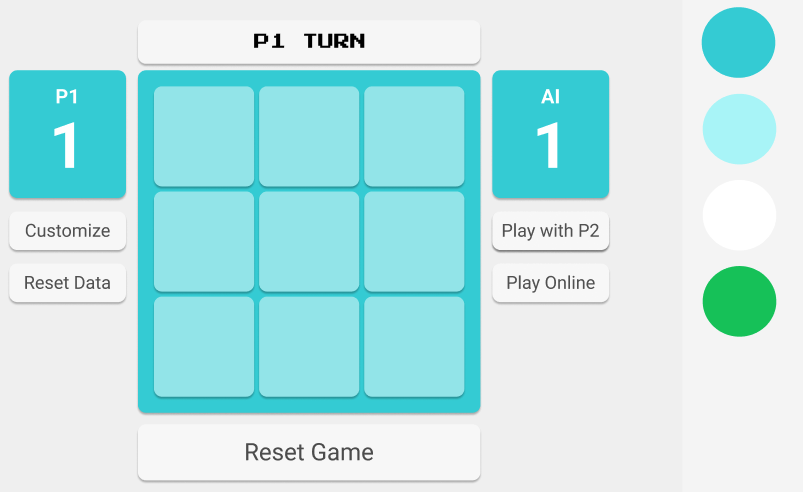 P1 TURN
P1
1
AI
1
Customize
Play with P2
Reset Data
Play Online
Reset Game